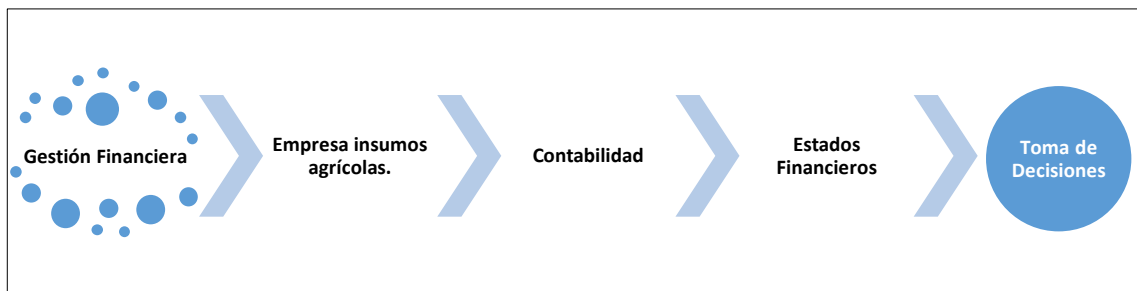 Gestión Financiera
Empresa insumos
agrícolas.
Contabilidad
Estados
Financieros
Toma de
Decisiones